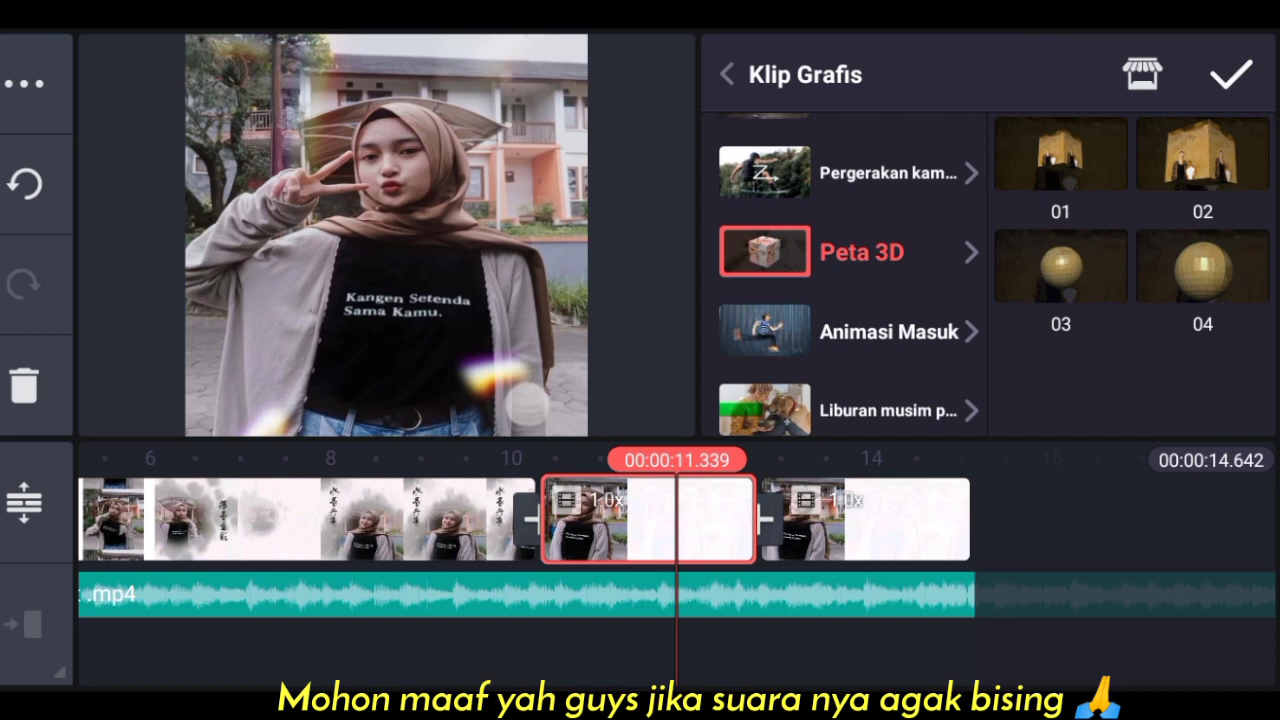 Klip Grafis
Pergerakan kam...
Peta 3D
Animasi Masuk
Liburan musim p...
01
02
03
04
Kangen Setenda
Sama Kamu.
6
8
10
00:00:11.339
14
16
00:00:14.642
1.0x
1.0x
.mp4
Mohon maaf yah guys jika suara nya agak bising 🙏